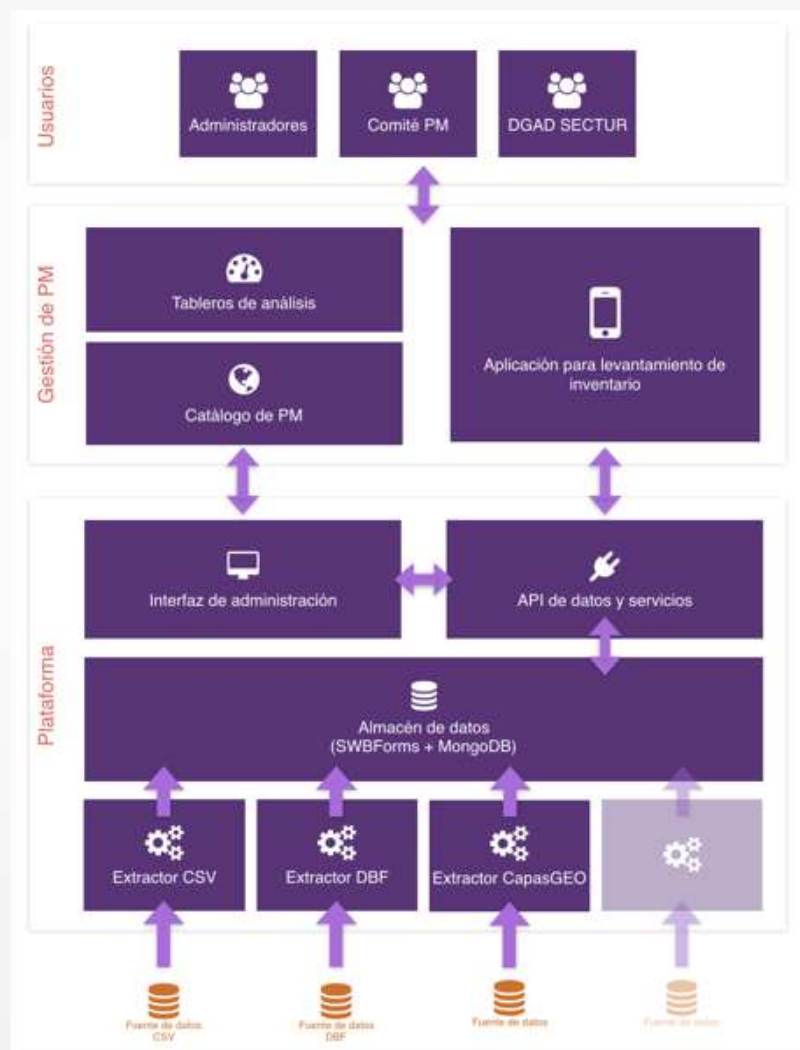 Usuarios
Administradores
Comité PM
DGAD SECTUR
Gestión de PM
Tableros de análisis
Catálogo de PM
Aplicación para levantamiento de
inventario
Plataforma
Interfaz de administración
API de datos y servicios
Almacén de datos
(SWBForms + MongoDB)
Extractor CSV
Extractor DBF
Extractor CapasGEO
Fuente de datos
CSV
Fuente de datos
DBF
Fuente de datos
Fuente de datos